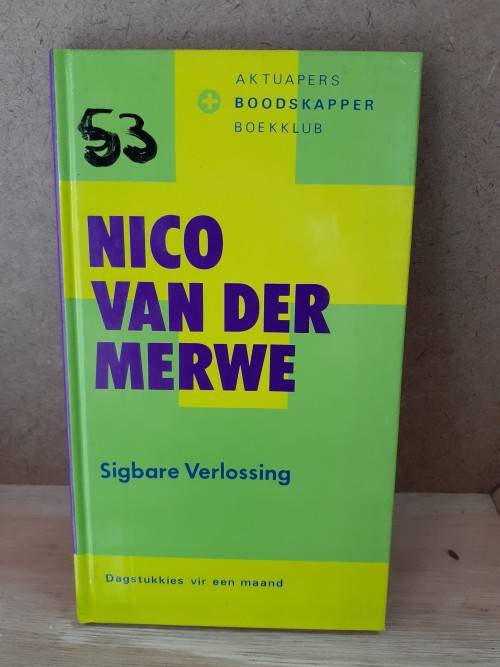 AKTUAPERS
BOODSKAPPER
BOEKKLUB
53
NICO
VAN DER
MERWE
Sigbare Verlossing
Dagstukkies vir een maand